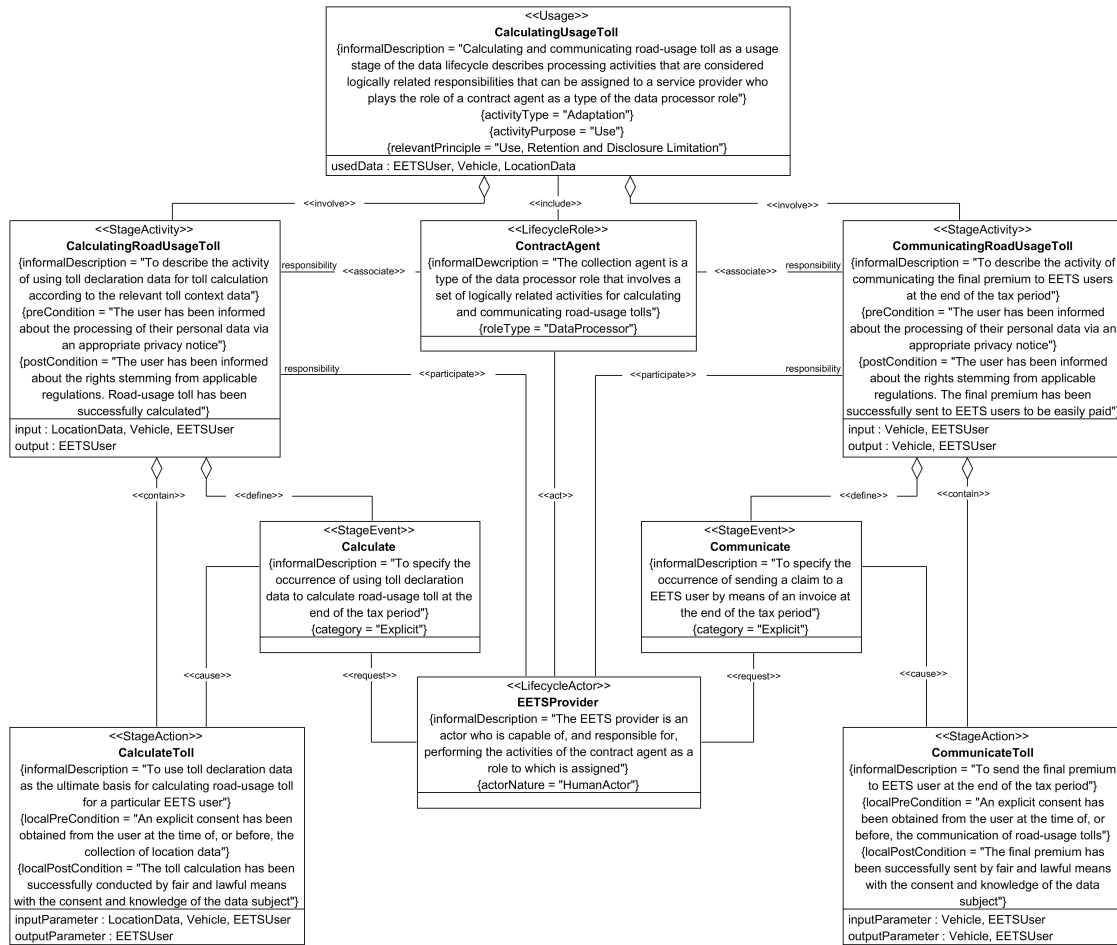 <<Usage>>
CalculatingUsageToll
{informalDescription = "Calculating and communicating road-usage toll as a usage
stage of the data lifecycle describes processing activities that are considered
logically related responsibilities that can be assigned to a service provider who
plays the role of a contract agent as a type of the data processor role"}
{activityType = "Adaptation"}
{activityPurpose = "Use"}
{relevantPrinciple = "Use, Retention and Disclosure Limitation"}
usedData : EETSUser, Vehicle, LocationData
<<involve>>
<<include>>
<<involve>>
<<StageActivity>>
CalculatingRoadUsageToll
{informalDescription = "To describe the activity
of using toll declaration data for toll calculation
according to the relevant toll context data"}
{preCondition = "The user has been informed
about the processing of their personal data via
an appropriate privacy notice"}
{postCondition = "The user has been informed
about the rights stemming from applicable
regulations. Road-usage toll has been
successfully calculated"}
input : LocationData, Vehicle, EETSUser
output : EETSUser
responsibility
<<associate>>
responsibility
<<participate>>
<<LifecycleRole>>
ContractAgent
{informalDewcription = "The collection agent is a
type of the data processor role that involves a
set of logically related activities for calculating
and communicating road-usage tolls"}
{roleType = "DataProcessor"}
<<associate>>
responsibility
<<participate>>
responsibility
<<StageActivity>>
CommunicatingRoadUsageToll
{informalDescription = "To describe the activity of
communicating the final premium to EETS users
at the end of the tax period"}
{preCondition = "The user has been informed
about the processing of their personal data via an
appropriate privacy notice"}
{postCondition = "The user has been informed
about the rights stemming from applicable
regulations. The final premium has been
successfully sent to EETS users to be easily paid"}
input : Vehicle, EETSUser
output : Vehicle, EETSUser
<<contain>>
<<define>>
<<act>>
<<define>>
<<contain>>
<<StageEvent>>
Calculate
{informalDescription = "To specify the
occurrence of using toll declaration
data to calculate road-usage toll at the
end of the tax period"}
{category = "Explicit"}
<<StageEvent>>
Communicate
{informalDescription = "To specify the
occurrence of sending a claim to a
EETS user by means of an invoice at
the end of the tax period"}
{category = "Explicit"}
<<cause>>
<<request>>
<<request>>
<<cause>>
<<LifecycleActor>>
EETSProvider
{informalDescription = "The EETS provider is an
actor who is capable of, and responsible for,
performing the activities of the contract agent as a
role to which is assigned"}
{actorNature = "HumanActor"}
<<StageAction>>
CalculateToll
{informalDescription = "To use toll declaration data
as the ultimate basis for calculating road-usage toll
for a particular EETS user"}
{localPreCondition = "An explicit consent has been
obtained from the user at the time of, or before, the
collection of location data"}
{localPostCondition = "The toll calculation has been
successfully conducted by fair and lawful means
with the consent and knowledge of the data subject"}
inputParameter : LocationData, Vehicle, EETSUser
outputParameter : EETSUser
<<StageAction>>
CommunicateToll
{informalDescription = "To send the final premium
to EETS user at the end of the tax period"}
{localPreCondition = "An explicit consent has
been obtained from the user at the time of, or
before, the communication of road-usage tolls"}
{localPostCondition = "The final premium has
been successfully sent by fair and lawful means
with the consent and knowledge of the data
subject"}
inputParameter : Vehicle, EETSUser
outputParameter : Vehicle, EETSUser